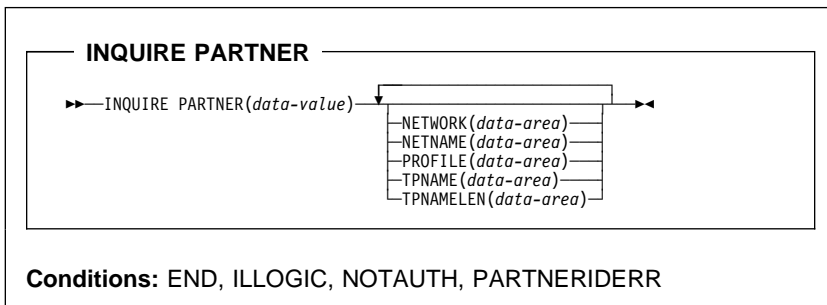 INQUIRE PARTNER
INQUIRE PARTNER(data-value)
NETWORK(data-area)
NETNAME(data-area)
PROFILE(data-area)
TPNAME(data-area)
TPNAMELEN(data-area)
Conditions: END, ILLOGIC, NOTAUTH, PARTNERIDERR